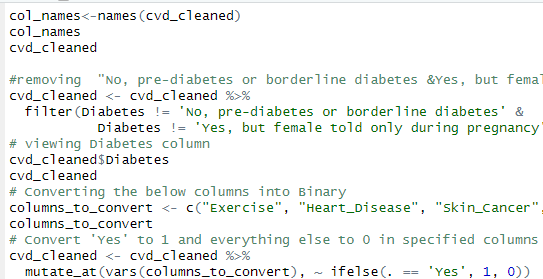 col_names<-names(cvd_cleaned)
col_names
cvd_cleaned
#removing  "No, pre-diabetes or borderline diabetes &Yes, but
cvd_cleaned <- cvd_cleaned %>%
  filter(Diabetes != 'No, pre-diabetes or borderline diabetes' &
           Diabetes != 'Yes, but female told only during pregnancy'
# viewing Diabetes column
cvd_cleaned$Diabetes
cvd_cleaned
# Converting the below columns into Binary
columns_to_convert <- c("Exercise", "Heart_Disease", "Skin_Cancer",
columns_to_convert
# Convert 'Yes' to 1 and everything else to 0 in specified columns
cvd_cleaned <- cvd_cleaned %>%
  mutate_at(vars(columns_to_convert), ~ ifelse(. == 'Yes', 1, 0))